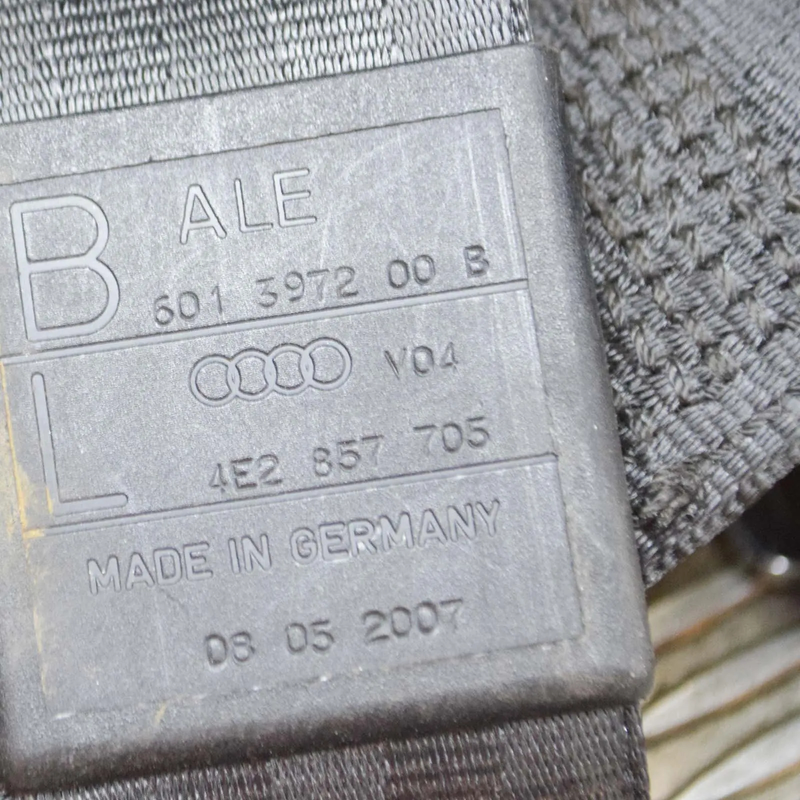 B ALE
601 3972 00 B
L V04
4E2 857 705
MADE IN GERMANY
08 05 2007